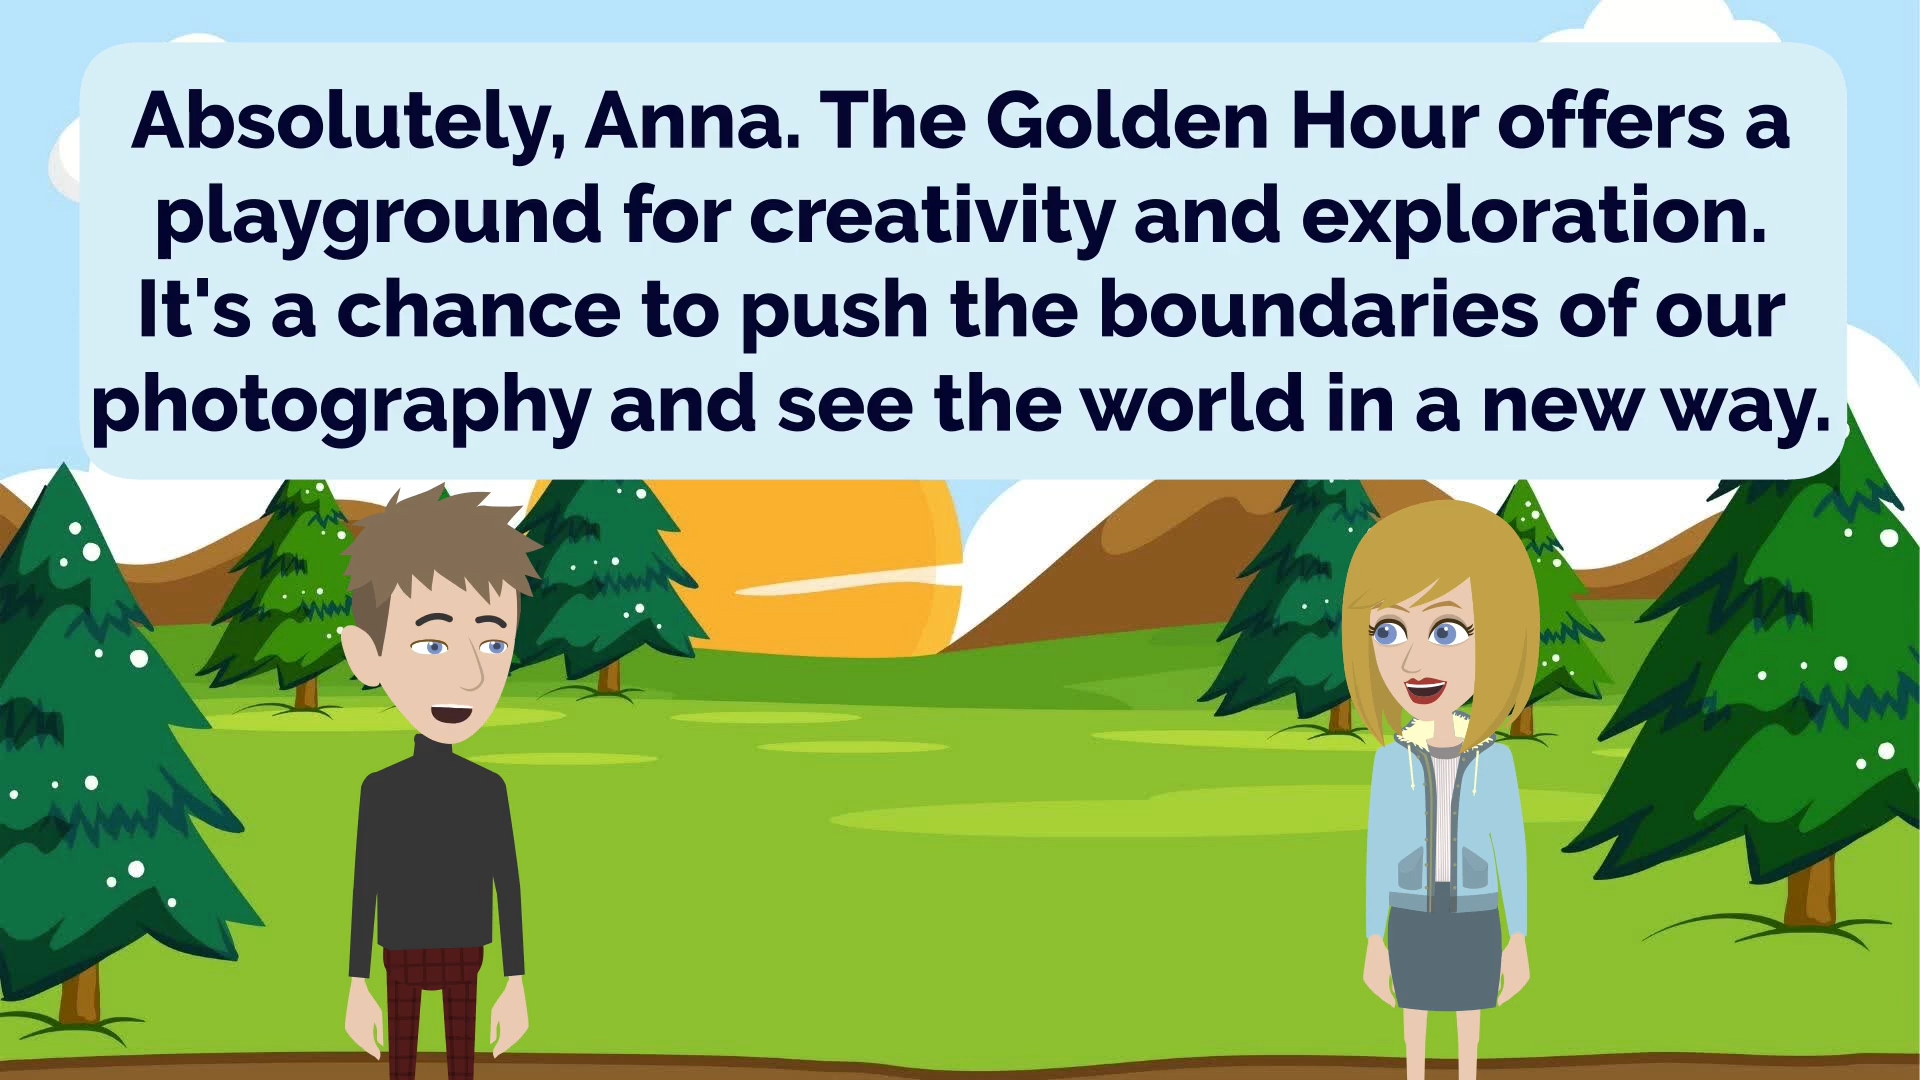 Absolutely, Anna. The Golden Hour offers a
playground for creativity and exploration.
It's a chance to push the boundaries of our
photography and see the world in a new way.